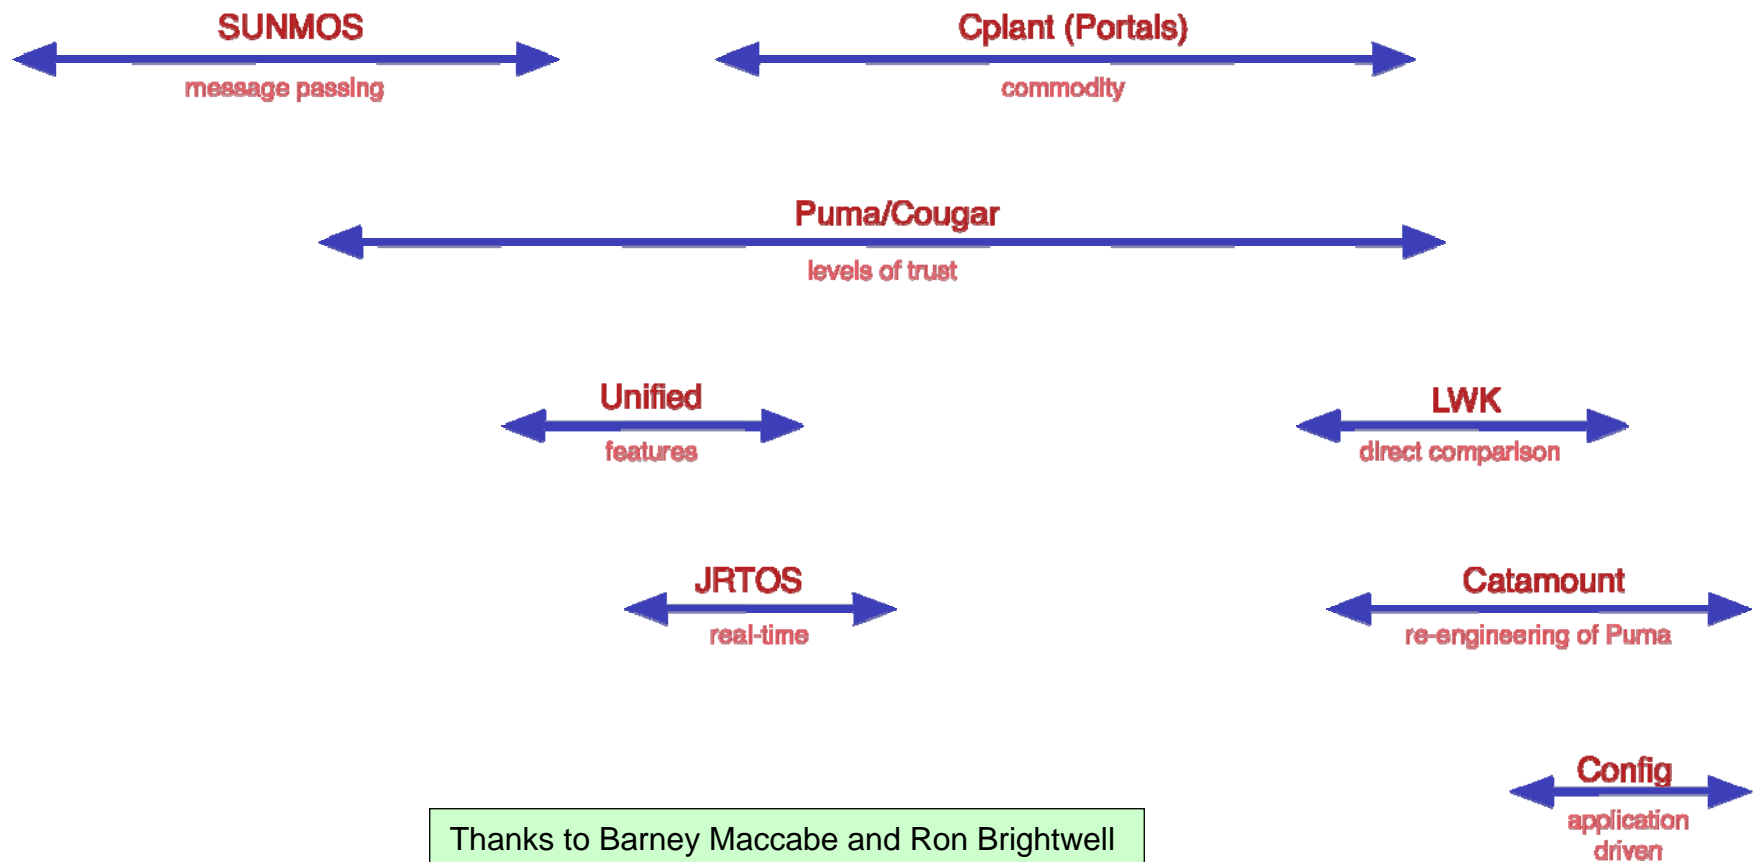 SUNMOS
message passing
Cplant (Portals)
commodity
Puma/Cougar
levels of trust
Unified
features
LWK
direct comparison
JRTOS
real-time
Catamount
re-engineering of Puma
Config
application
driven
Thanks to Barney Maccabe and Ron Brightwell